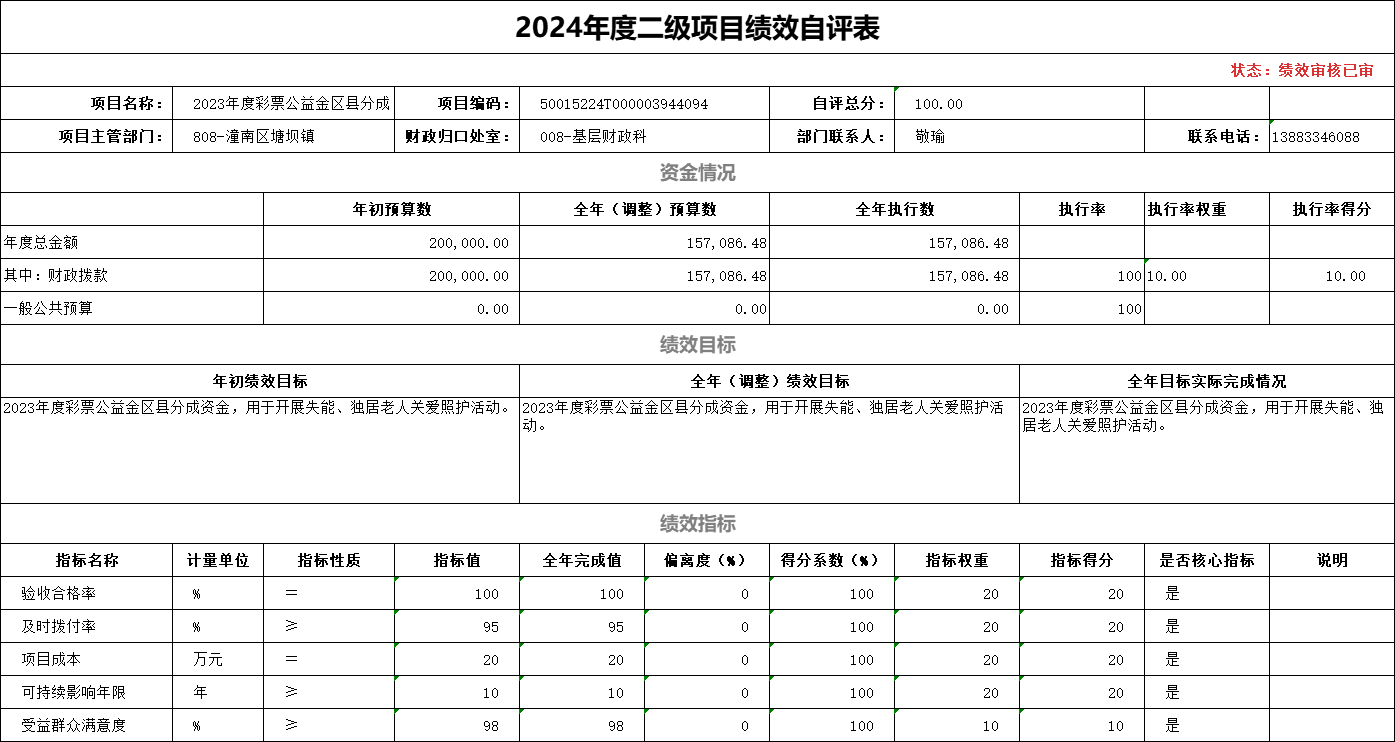 2024年度二级项目绩效自评表
状态：绩效审核已审
项目名称： 2023年度彩票公益金区县分成 项目编码： 50015224T000003944094 自评总分： 100.00
项目主管部门： 808-潼南区塘坝镇 财政归口处室： 008-基层财政科 部门联系人： 敬瑜 联系电话： 13883346088
资金情况
年初预算数 全年（调整）预算数 全年执行数 执行率 执行率权重 执行率得分
年度总金额 200,000.00 157,086.48 157,086.48
其中：财政拨款 200,000.00 157,086.48 157,086.48 100 10.00 10.00
一般公共预算 0.00 0.00 0.00 100
绩效目标
年初绩效目标 全年（调整）绩效目标 全年目标实际完成情况
2023年度彩票公益金区县分成资金，用于开展失能、独居老人关爱照护活动。
2023年度彩票公益金区县分成资金，用于开展失能、独居老人关爱照护活
动。
2023年度彩票公益金区县分成资金，用于开展失能、独
居老人关爱照护活动。
绩效指标
指标名称 计量单位 指标性质 指标值 全年完成值 偏离度（%） 得分系数（%） 指标权重 指标得分 是否核心指标 说明
验收合格率 % ＝ 100 100 0 100 20 20 是
及时拨付率 % ≥ 95 95 0 100 20 20 是
项目成本 万元 ＝ 20 20 0 100 20 20 是
可持续影响年限 年 ≥ 10 10 0 100 20 20 是
受益群众满意度 % ≥ 98 98 0 100 10 10 是